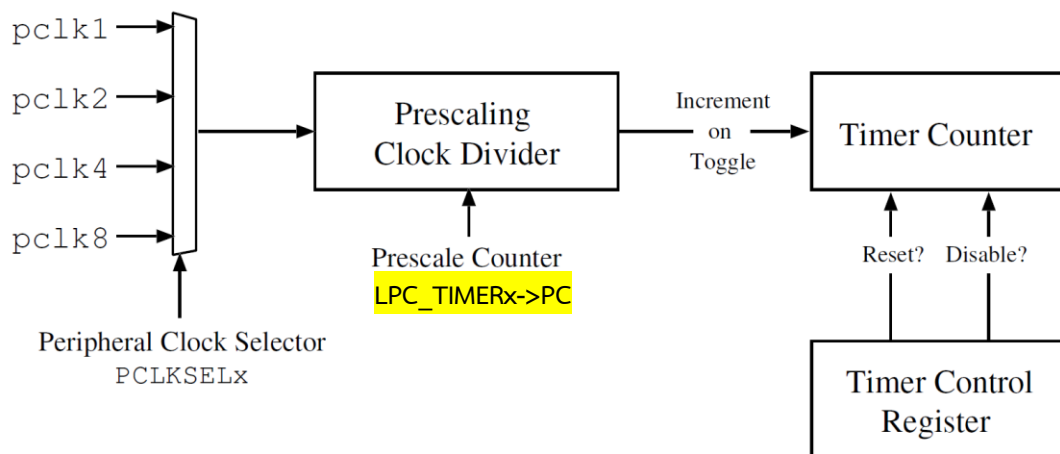 pclk1
pclk2
pclk4
pclk8
Peripheral Clock Selector
PCLKSELx
Prescaling
Clock Divider
Prescale Counter
LPC_TIMERx->PC
Increment
on
Toggle
Timer Counter
Reset? Disable?
Timer Control
Register